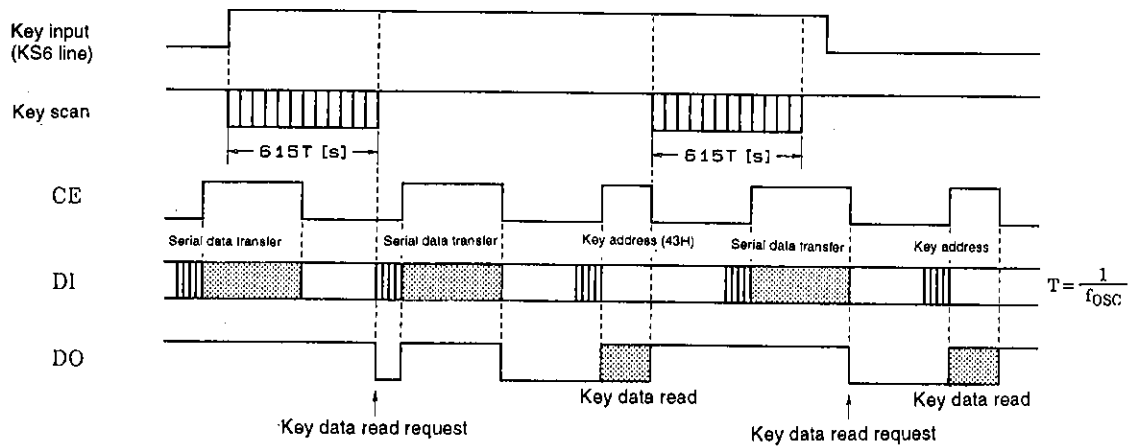 Key input
(KS6 line)
Key scan
615T [s]
615T [s]
CE
Serial data transfer
Serial data transfer
Key address (43H)
Serial data transfer
Key address
DI
T=1/fOSC
DO
Key data read
Key data read
Key data read request
Key data read request